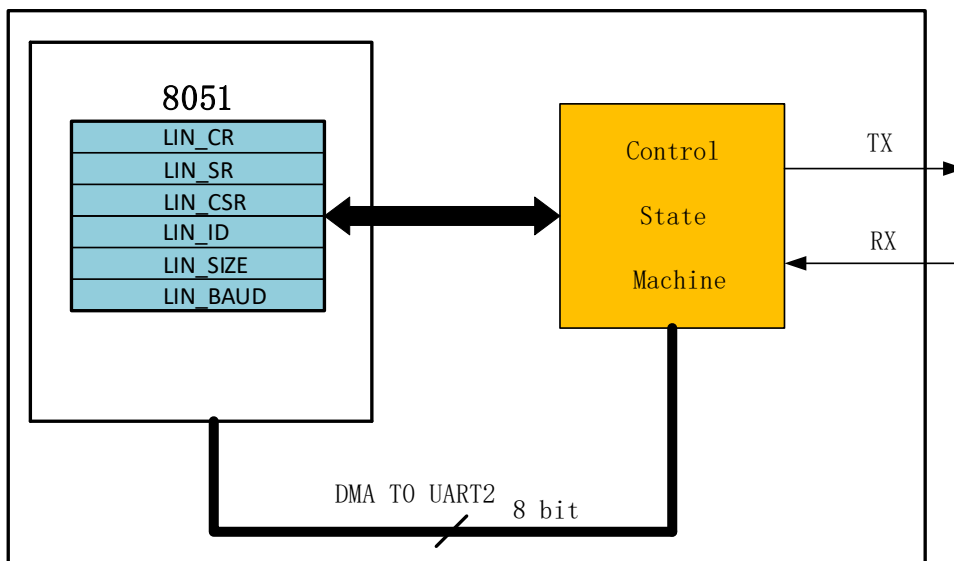 8051
LIN_CR
LIN_SR
LIN_CSR
LIN_ID
LIN_SIZE
LIN_BAUD
Control
State
Machine
TX
RX
DMA TO UART2
8 bit